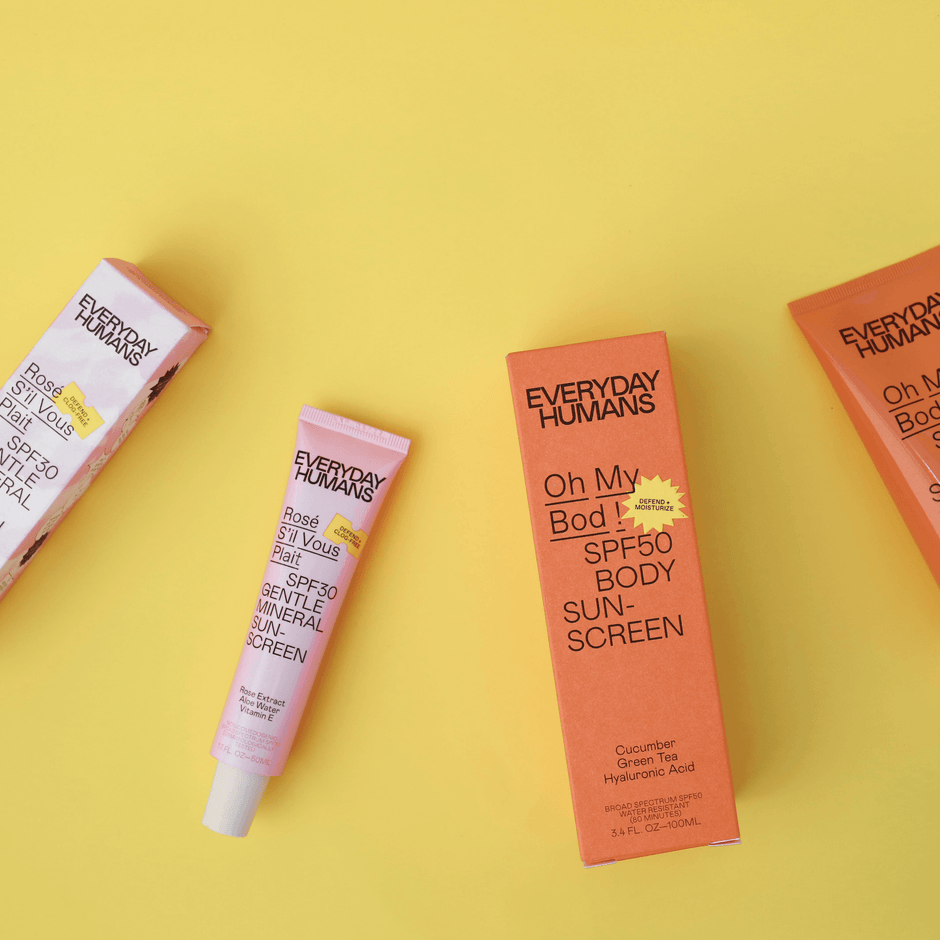 EVERYDAY
HUMANS
Rosé
S'il Vous
Plait
DEFEND +
CLOG-FREE
SPF30
EVERYDAY
HUMANS
Rosé
S'il Vous
Plait
DEFEND +
CLOG-FREE
SPF30
GENTLE
MINERAL
SUN-
SCREEN
Rose Extract
Aloe Water
Vitamin E
EVERYDAY
HUMANS
Oh My
Bod !
DEFEND +
MOISTURIZE
SPF50
BODY
SUN-
SCREEN
Cucumber
Green Tea
Hyaluronic Acid
BROAD SPECTRUM SPF50
WATER RESISTANT
(80 MINUTES)
3.4 FL. OZ—100ML
EVERYDAY
HUMANS
Oh
Bod